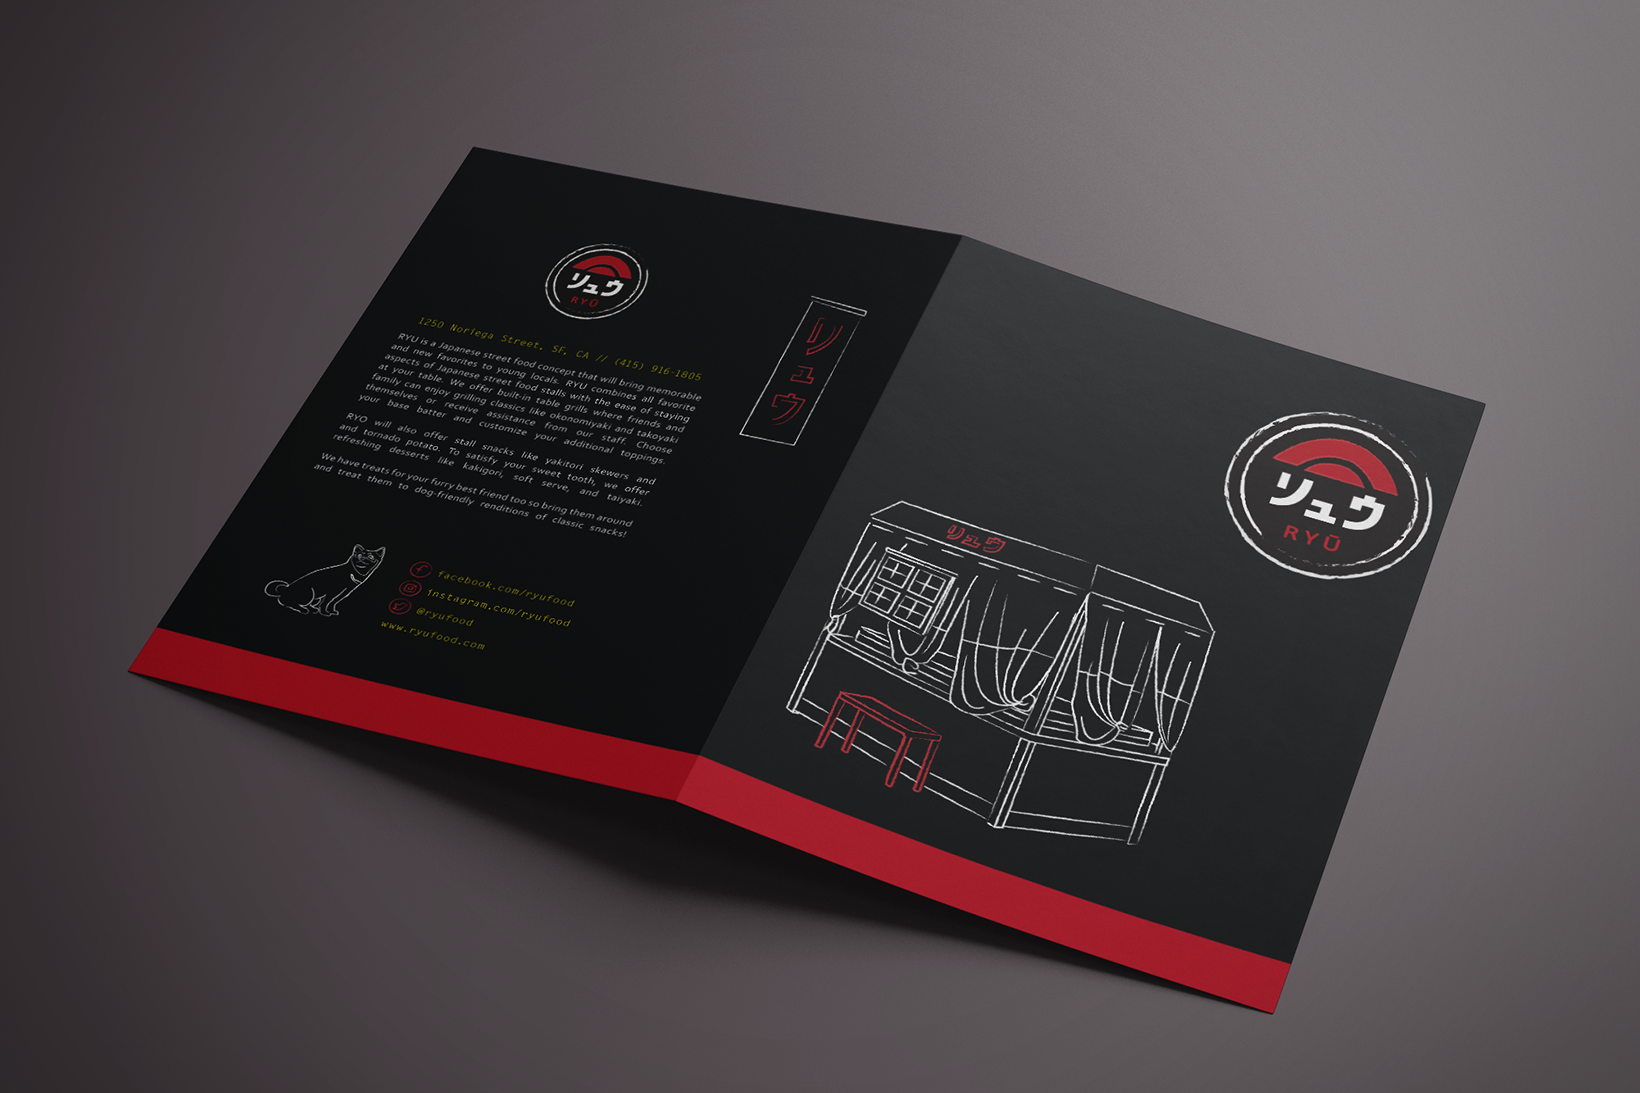 リュウ
RYŪ
1250 Noriega Street, SF, CA // (415) 916-1805
RYU is a Japanese street food concept that will bring memorable
and new favorites to young locals. RYU combines all favorite
aspects of Japanese street food stalls with the ease of staying
at your table. We offer built-in table grills where friends and
family can enjoy grilling classics like okonomiyaki and takoyaki
themselves or receive assistance from our staff. Choose
your base batter and customize your additional toppings.
RYO will also offer stall snacks like yakitori skewers and
and tornado potato. To satisfy your sweet tooth, we offer
refreshing desserts like kakigori, soft serve, and taiyaki.
We have treats for your furry best friend too so bring them around
and treat them to dog-friendly renditions of classic snacks!
facebook.com/ryufood
instagram.com/ryufood
@ryufood
www.ryufood.com
リュウ
リュウ
RYŪ
リュウ